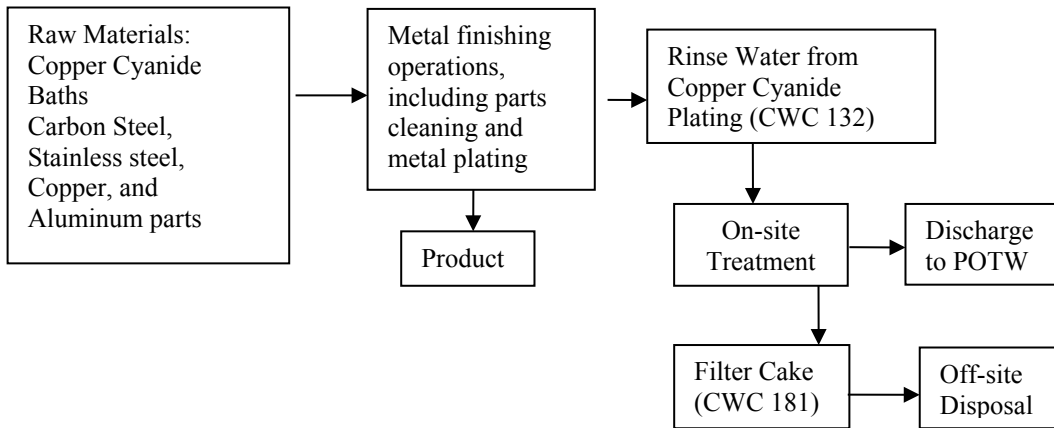 Raw Materials:
Copper Cyanide
Baths
Carbon Steel,
Stainless steel,
Copper, and
Aluminum parts
Metal finishing
operations,
including parts
cleaning and
metal plating
Product
Rinse Water from
Copper Cyanide
Plating (CWC 132)
On-site
Treatment
Discharge
to POTW
Filter Cake
(CWC 181)
Off-site
Disposal